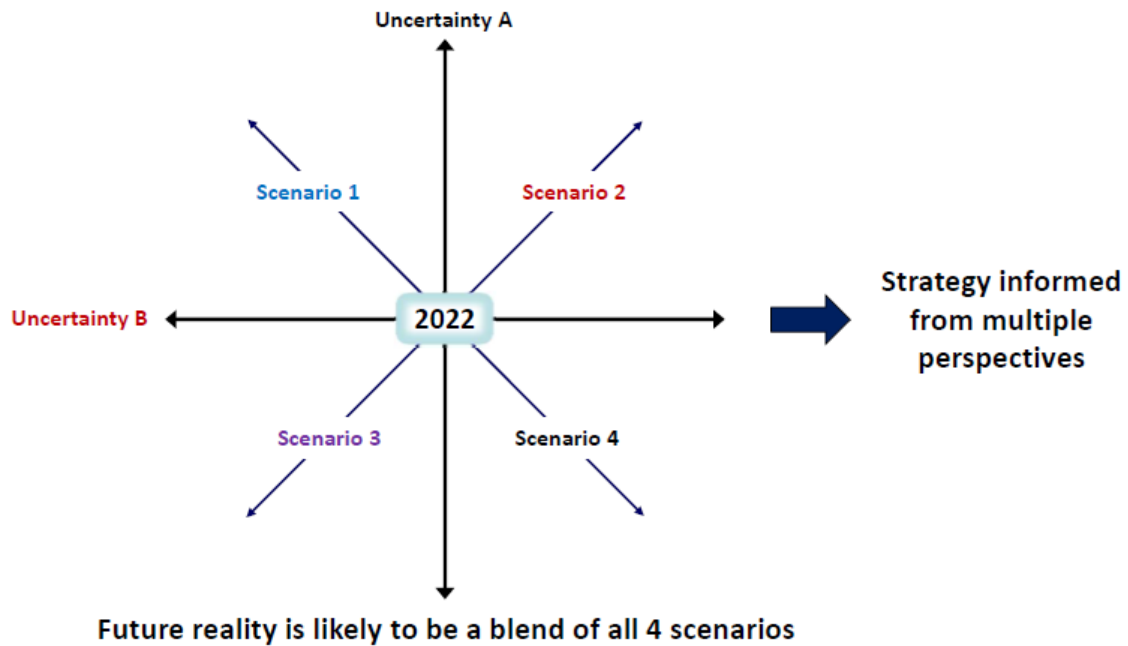 Uncertainty A
Scenario 1
Scenario 2
Uncertainty B
2022
Strategy informed
from multiple
perspectives
Scenario 3
Scenario 4
Future reality is likely to be a blend of all 4 scenarios